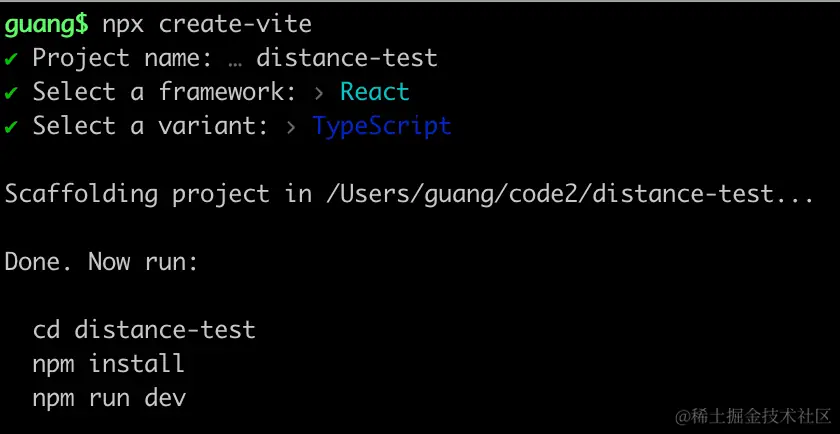 guang$ npx create-vite
✔ Project name: … distance-test
✔ Select a framework: › React
✔ Select a variant: › TypeScript
Scaffolding project in /Users/guang/code2/distance-test...
Done. Now run:
cd distance-test
npm install
npm run dev
@稀土掘金技术社区